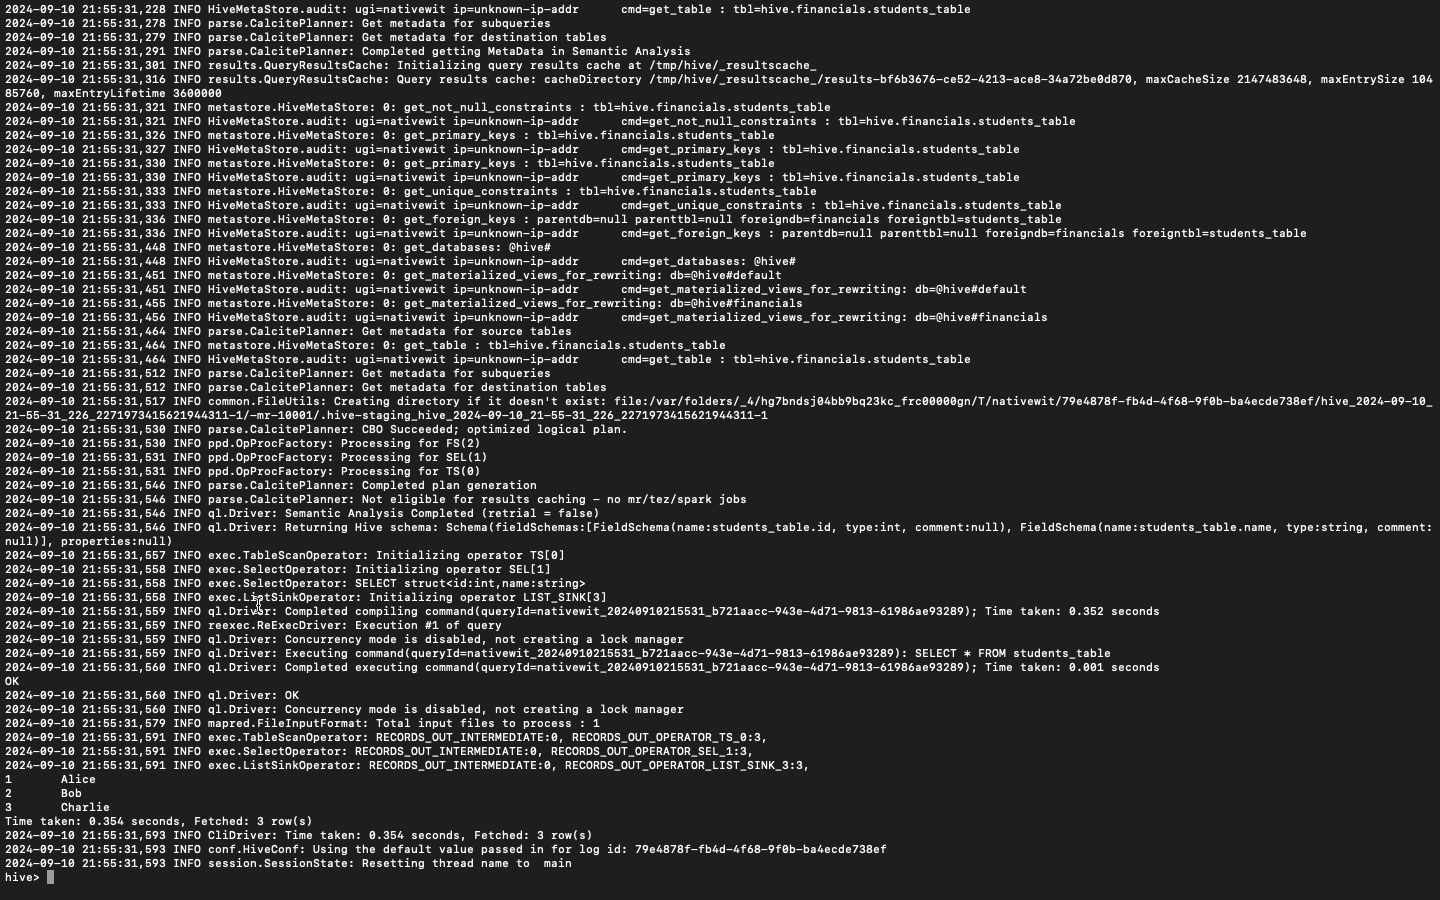 2024-09-10 21:55:31,228 INFO HiveMetaStore.audit: ugi=nativewit ip=unknown-ip-addr      cmd=get_table : tbl=hive.financials.students_table
2024-09-10 21:55:31,278 INFO parse.CalcitePlanner: Get metadata for subqueries
2024-09-10 21:55:31,279 INFO parse.CalcitePlanner: Get metadata for destination tables
2024-09-10 21:55:31,291 INFO parse.CalcitePlanner: Completed getting MetaData in Semantic Analysis
2024-09-10 21:55:31,301 INFO results.QueryResultsCache: Initializing query results cache at /tmp/hive/_resultscache_
2024-09-10 21:55:31,316 INFO results.QueryResultsCache: Query results cache: cacheDirectory /tmp/hive/_resultscache_/results-bf6b3676-ce52-4213-ace8-34a72be0d870, maxCacheSize 2147483648, maxEntrySize 104
85760, maxEntryLifetime 3600000
2024-09-10 21:55:31,321 INFO metastore.HiveMetaStore: 0: get_not_null_constraints : tbl=hive.financials.students_table
2024-09-10 21:55:31,321 INFO HiveMetaStore.audit: ugi=nativewit ip=unknown-ip-addr      cmd=get_not_null_constraints : tbl=hive.financials.students_table
2024-09-10 21:55:31,326 INFO metastore.HiveMetaStore: 0: get_primary_keys : tbl=hive.financials.students_table
2024-09-10 21:55:31,327 INFO HiveMetaStore.audit: ugi=nativewit ip=unknown-ip-addr      cmd=get_primary_keys : tbl=hive.financials.students_table
2024-09-10 21:55:31,330 INFO metastore.HiveMetaStore: 0: get_primary_keys : tbl=hive.financials.students_table
2024-09-10 21:55:31,330 INFO HiveMetaStore.audit: ugi=nativewit ip=unknown-ip-addr      cmd=get_primary_keys : tbl=hive.financials.students_table
2024-09-10 21:55:31,333 INFO metastore.HiveMetaStore: 0: get_unique_constraints : tbl=hive.financials.students_table
2024-09-10 21:55:31,333 INFO HiveMetaStore.audit: ugi=nativewit ip=unknown-ip-addr      cmd=get_unique_constraints : tbl=hive.financials.students_table
2024-09-10 21:55:31,336 INFO metastore.HiveMetaStore: 0: get_foreign_keys : parentdb=null parenttbl=null foreigndb=financials foreigntbl=students_table
2024-09-10 21:55:31,336 INFO HiveMetaStore.audit: ugi=nativewit ip=unknown-ip-addr      cmd=get_foreign_keys : parentdb=null parenttbl=null foreigndb=financials foreigntbl=students_table
2024-09-10 21:55:31,448 INFO metastore.HiveMetaStore: 0: get_databases: @hive#
2024-09-10 21:55:31,448 INFO HiveMetaStore.audit: ugi=nativewit ip=unknown-ip-addr      cmd=get_databases: @hive#
2024-09-10 21:55:31,451 INFO metastore.HiveMetaStore: 0: get_materialized_views_for_rewriting: db=@hive#default
2024-09-10 21:55:31,451 INFO HiveMetaStore.audit: ugi=nativewit ip=unknown-ip-addr      cmd=get_materialized_views_for_rewriting: db=@hive#default
2024-09-10 21:55:31,455 INFO metastore.HiveMetaStore: 0: get_materialized_views_for_rewriting: db=@hive#financials
2024-09-10 21:55:31,456 INFO HiveMetaStore.audit: ugi=nativewit ip=unknown-ip-addr      cmd=get_materialized_views_for_rewriting: db=@hive#financials
2024-09-10 21:55:31,464 INFO parse.CalcitePlanner: Get metadata for source tables
2024-09-10 21:55:31,464 INFO metastore.HiveMetaStore: 0: get_table : tbl=hive.financials.students_table
2024-09-10 21:55:31,464 INFO HiveMetaStore.audit: ugi=nativewit ip=unknown-ip-addr      cmd=get_table : tbl=hive.financials.students_table
2024-09-10 21:55:31,512 INFO parse.CalcitePlanner: Get metadata for subqueries
2024-09-10 21:55:31,512 INFO parse.CalcitePlanner: Get metadata for destination tables
2024-09-10 21:55:31,517 INFO common.FileUtils: Creating directory if it doesn't exist: file:/var/folders/_4/hg7bndsj04bb9bq23kc_frc00000gn/T/nativewit/79e4878f-fb4d-4f68-9f0b-ba4ecde738ef/hive_2024-09-10_
21-55-31_226_2271973415621944311-1/-mr-10001/.hive-staging_hive_2024-09-10_21-55-31_226_2271973415621944311-1
2024-09-10 21:55:31,530 INFO parse.CalcitePlanner: CBO Succeeded; optimized logical plan.
2024-09-10 21:55:31,530 INFO ppd.OpProcFactory: Processing for FS(2)
2024-09-10 21:55:31,531 INFO ppd.OpProcFactory: Processing for SEL(1)
2024-09-10 21:55:31,531 INFO ppd.OpProcFactory: Processing for TS(0)
2024-09-10 21:55:31,546 INFO parse.CalcitePlanner: Completed plan generation
2024-09-10 21:55:31,546 INFO parse.CalcitePlanner: Not eligible for results caching - no mr/tez/spark jobs
2024-09-10 21:55:31,546 INFO ql.Driver: Semantic Analysis Completed (retrial = false)
2024-09-10 21:55:31,546 INFO ql.Driver: Returning Hive schema: Schema(fieldSchemas:[FieldSchema(name:students_table.id, type:int, comment:null), FieldSchema(name:students_table.name, type:string, comment:
null)], properties:null)
2024-09-10 21:55:31,557 INFO exec.TableScanOperator: Initializing operator TS[0]
2024-09-10 21:55:31,558 INFO exec.SelectOperator: Initializing operator SEL[1]
2024-09-10 21:55:31,558 INFO exec.SelectOperator: SELECT struct<id:int,name:string>
2024-09-10 21:55:31,558 INFO exec.ListSinkOperator: Initializing operator LIST_SINK[3]
2024-09-10 21:55:31,559 INFO ql.Driver: Completed compiling command(queryId=nativewit_20240910215531_b721aacc-943e-4d71-9813-61986ae93289); Time taken: 0.352 seconds
2024-09-10 21:55:31,559 INFO reexec.ReExecDriver: Execution #1 of query
2024-09-10 21:55:31,559 INFO ql.Driver: Concurrency mode is disabled, not creating a lock manager
2024-09-10 21:55:31,559 INFO ql.Driver: Executing command(queryId=nativewit_20240910215531_b721aacc-943e-4d71-9813-61986ae93289): SELECT * FROM students_table
2024-09-10 21:55:31,560 INFO ql.Driver: Completed executing command(queryId=nativewit_20240910215531_b721aacc-943e-4d71-9813-61986ae93289); Time taken: 0.001 seconds
OK
2024-09-10 21:55:31,560 INFO ql.Driver: OK
2024-09-10 21:55:31,560 INFO ql.Driver: Concurrency mode is disabled, not creating a lock manager
2024-09-10 21:55:31,579 INFO mapred.FileInputFormat: Total input files to process : 1
2024-09-10 21:55:31,591 INFO exec.TableScanOperator: RECORDS_OUT_INTERMEDIATE:0, RECORDS_OUT_OPERATOR_TS_0:3,
2024-09-10 21:55:31,591 INFO exec.SelectOperator: RECORDS_OUT_INTERMEDIATE:0, RECORDS_OUT_OPERATOR_SEL_1:3,
2024-09-10 21:55:31,591 INFO exec.ListSinkOperator: RECORDS_OUT_INTERMEDIATE:0, RECORDS_OUT_OPERATOR_LIST_SINK_3:3,
1       Alice
2       Bob
3       Charlie
Time taken: 0.354 seconds, Fetched: 3 row(s)
2024-09-10 21:55:31,593 INFO CliDriver: Time taken: 0.354 seconds, Fetched: 3 row(s)
2024-09-10 21:55:31,593 INFO conf.HiveConf: Using the default value passed in for log id: 79e4878f-fb4d-4f68-9f0b-ba4ecde738ef
2024-09-10 21:55:31,593 INFO session.SessionState: Resetting thread name to  main
hive>